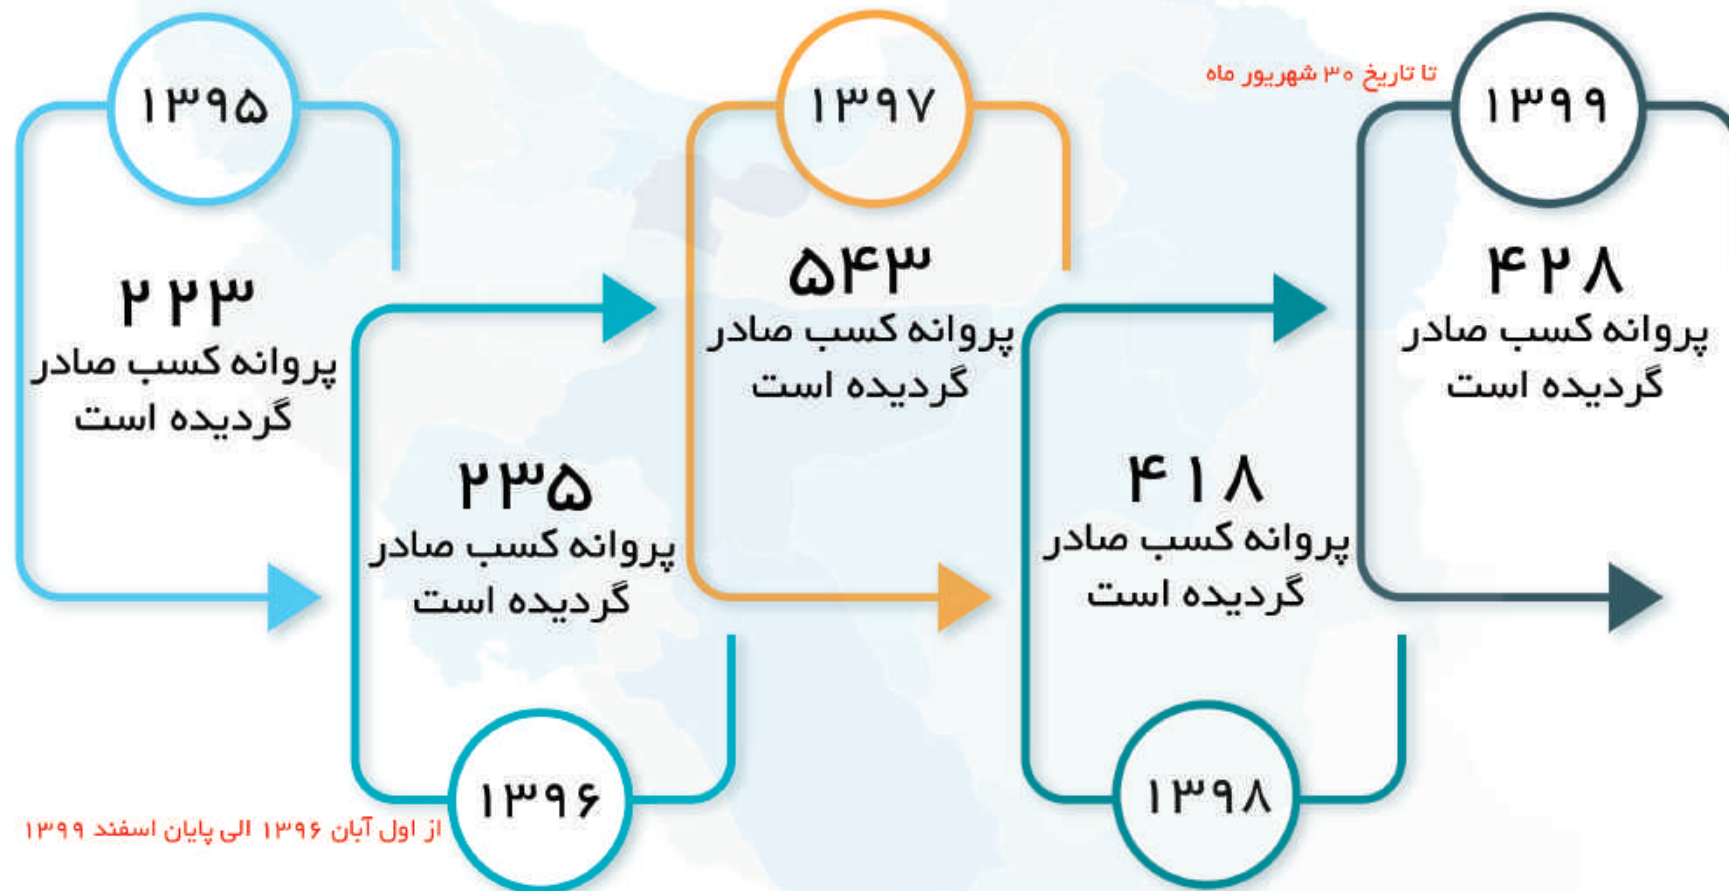 ۱۳۹۵
۲۲۳
پروانه کسب صادر
گردیده است
۱۳۹۶
از اول آبان ۱۳۹۶ الی پایان اسفند ۱۳۹۹
۲۳۵
پروانه کسب صادر
گردیده است
۱۳۹۷
۵۴۳
پروانه کسب صادر
گردیده است
۱۳۹۸
۴۱۸
پروانه کسب صادر
گردیده است
۱۳۹۹
تا تاریخ ۳۰ شهریور ماه
۴۲۸
پروانه کسب صادر
گردیده است